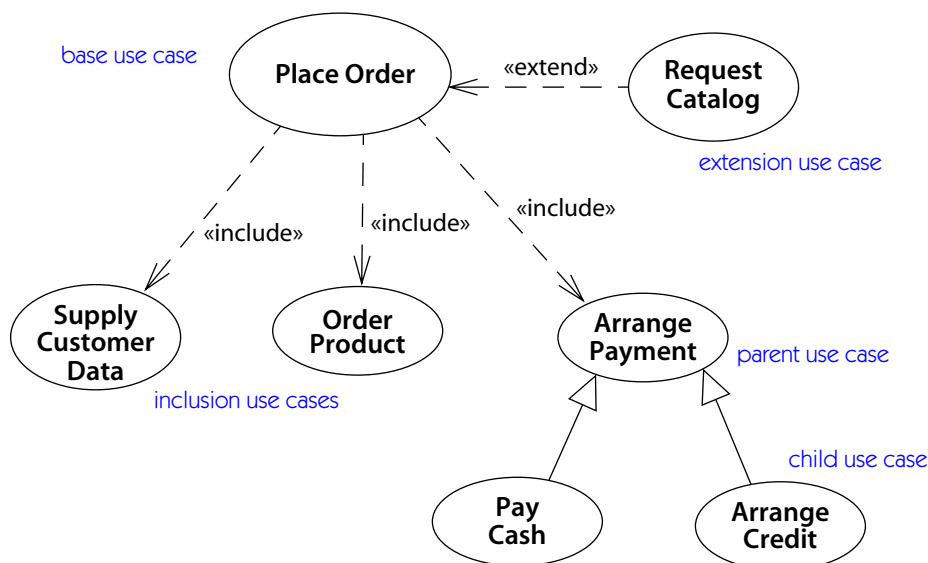 base use case
Place Order
«extend»
Request
Catalog
extension use case
«include»
«include»
«include»
Supply
Customer
Data
Order
Product
Arrange
Payment
parent use case
inclusion use cases
child use case
Pay
Cash
Arrange
Credit